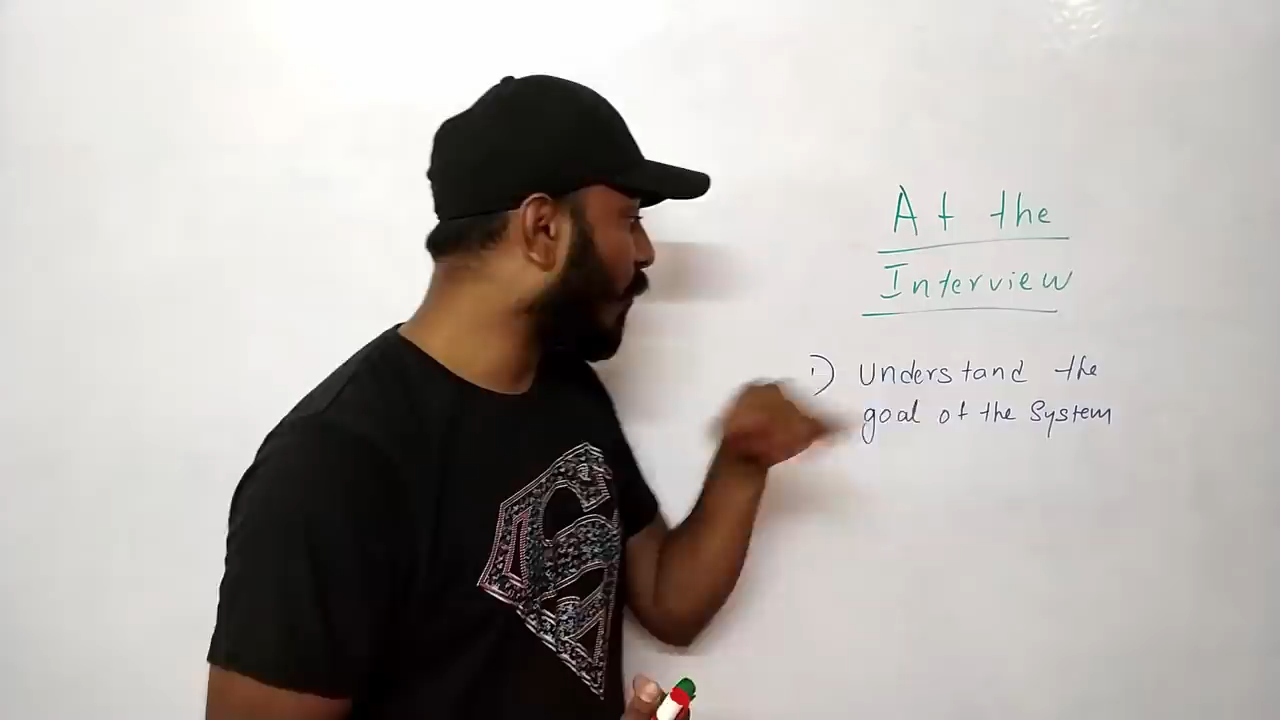 At the
Interview
1) Understand the
goal of the System